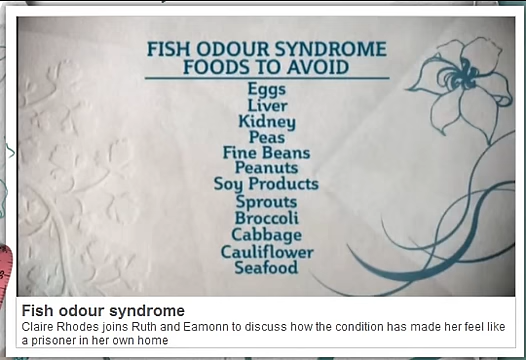 FISH ODOUR SYNDROME
FOODS TO AVOID
Eggs
Liver
Kidney
Peas
Fine Beans
Peanuts
Soy Products
Sprouts
Broccoli
Cabbage
Cauliflower
Seafood
Fish odour syndrome
Claire Rhodes joins Ruth and Eamonn to discuss how the condition has made her feel like
a prisoner in her own home